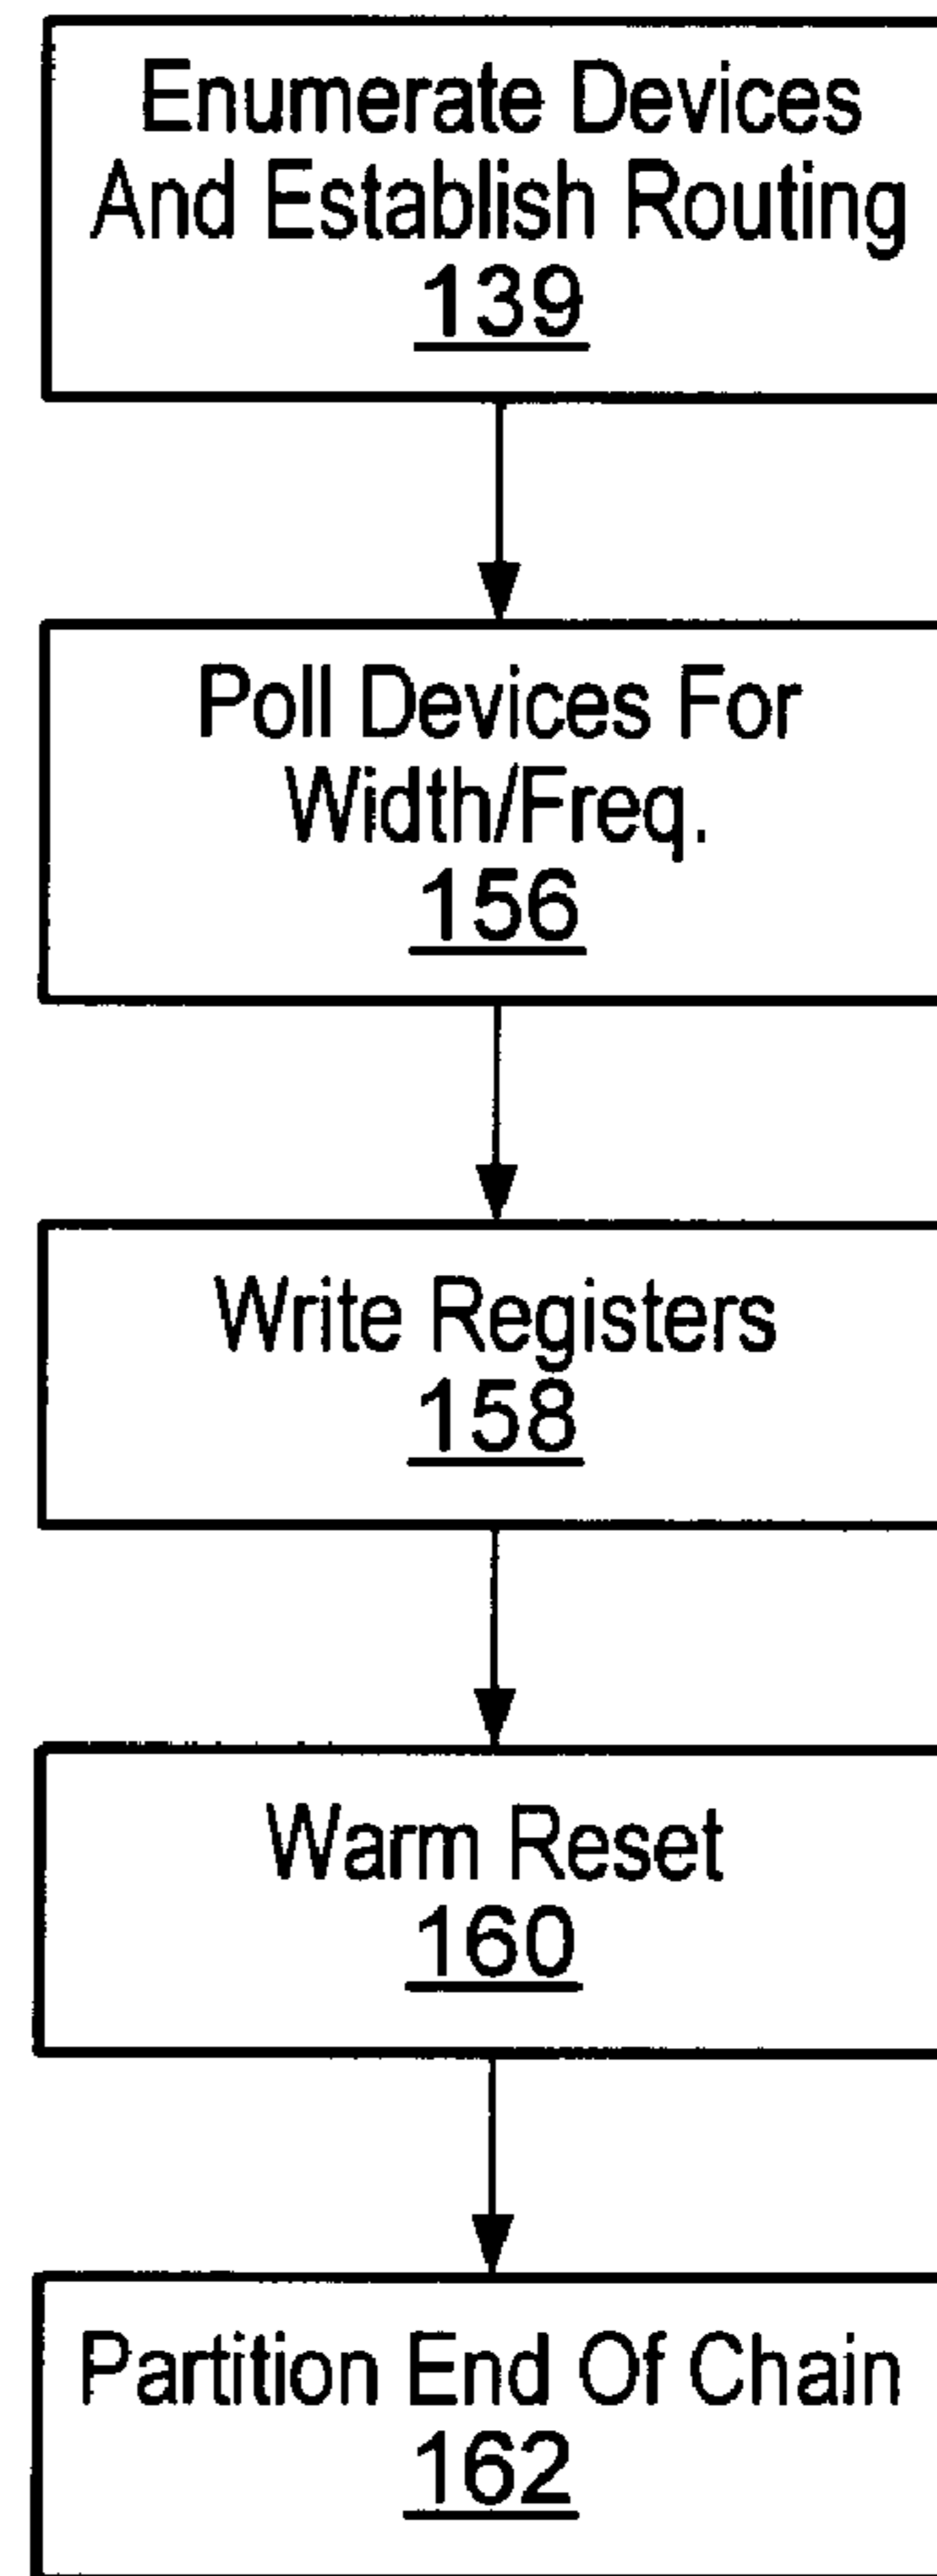 Enumerate Devices
And Establish Routing
139
Poll Devices For
Width/Freq.
156
Write Registers
158
Warm Reset
160
Partition End Of Chain
162